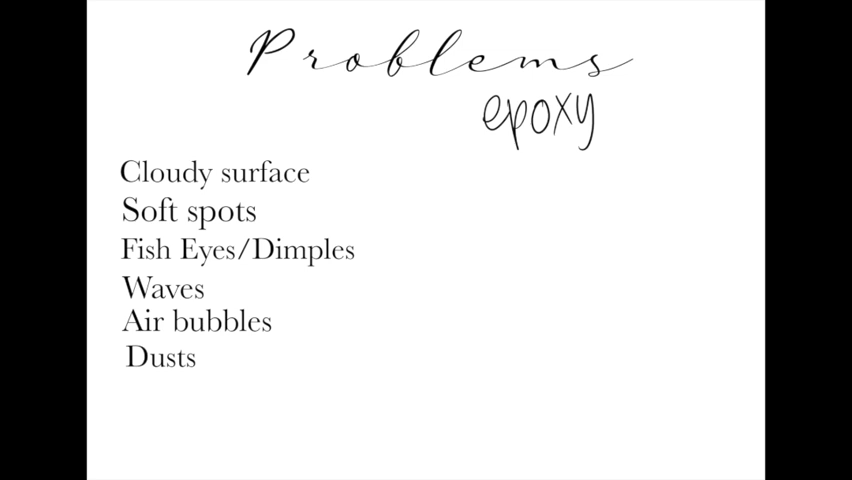 Problems
epoxy
Cloudy surface
Soft spots
Fish Eyes/Dimples
Waves
Air bubbles
Dusts